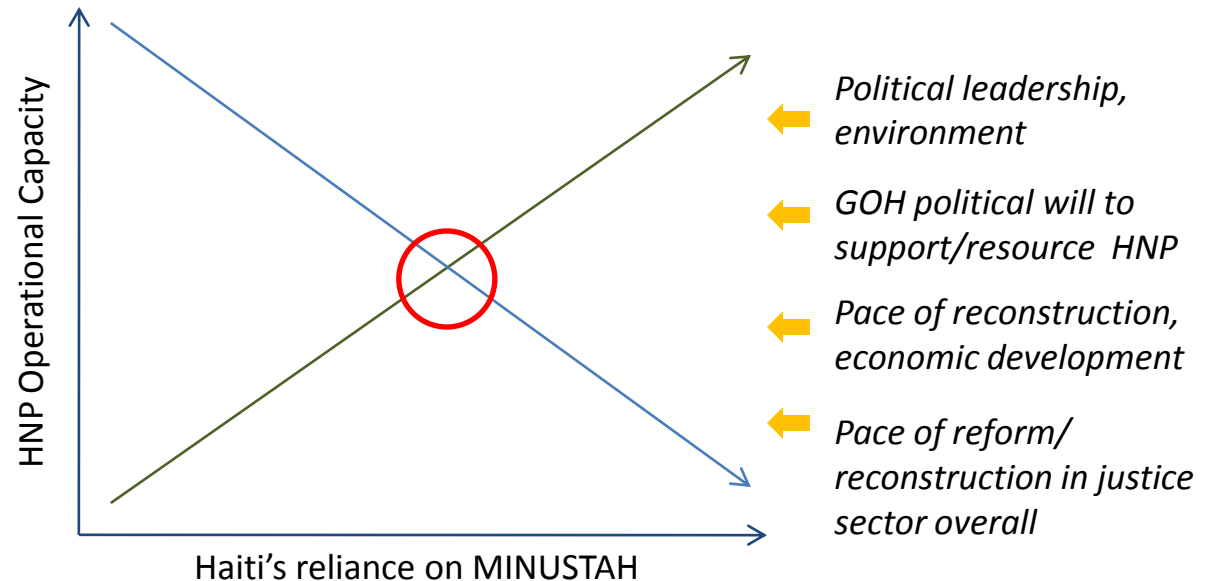 HNP Operational Capacity
Political leadership,
environment
GOH political will to
support/resource HNP
Pace of reconstruction,
economic development
Pace of reform/
reconstruction in justice
sector overall
Haiti’s reliance on MINUSTAH